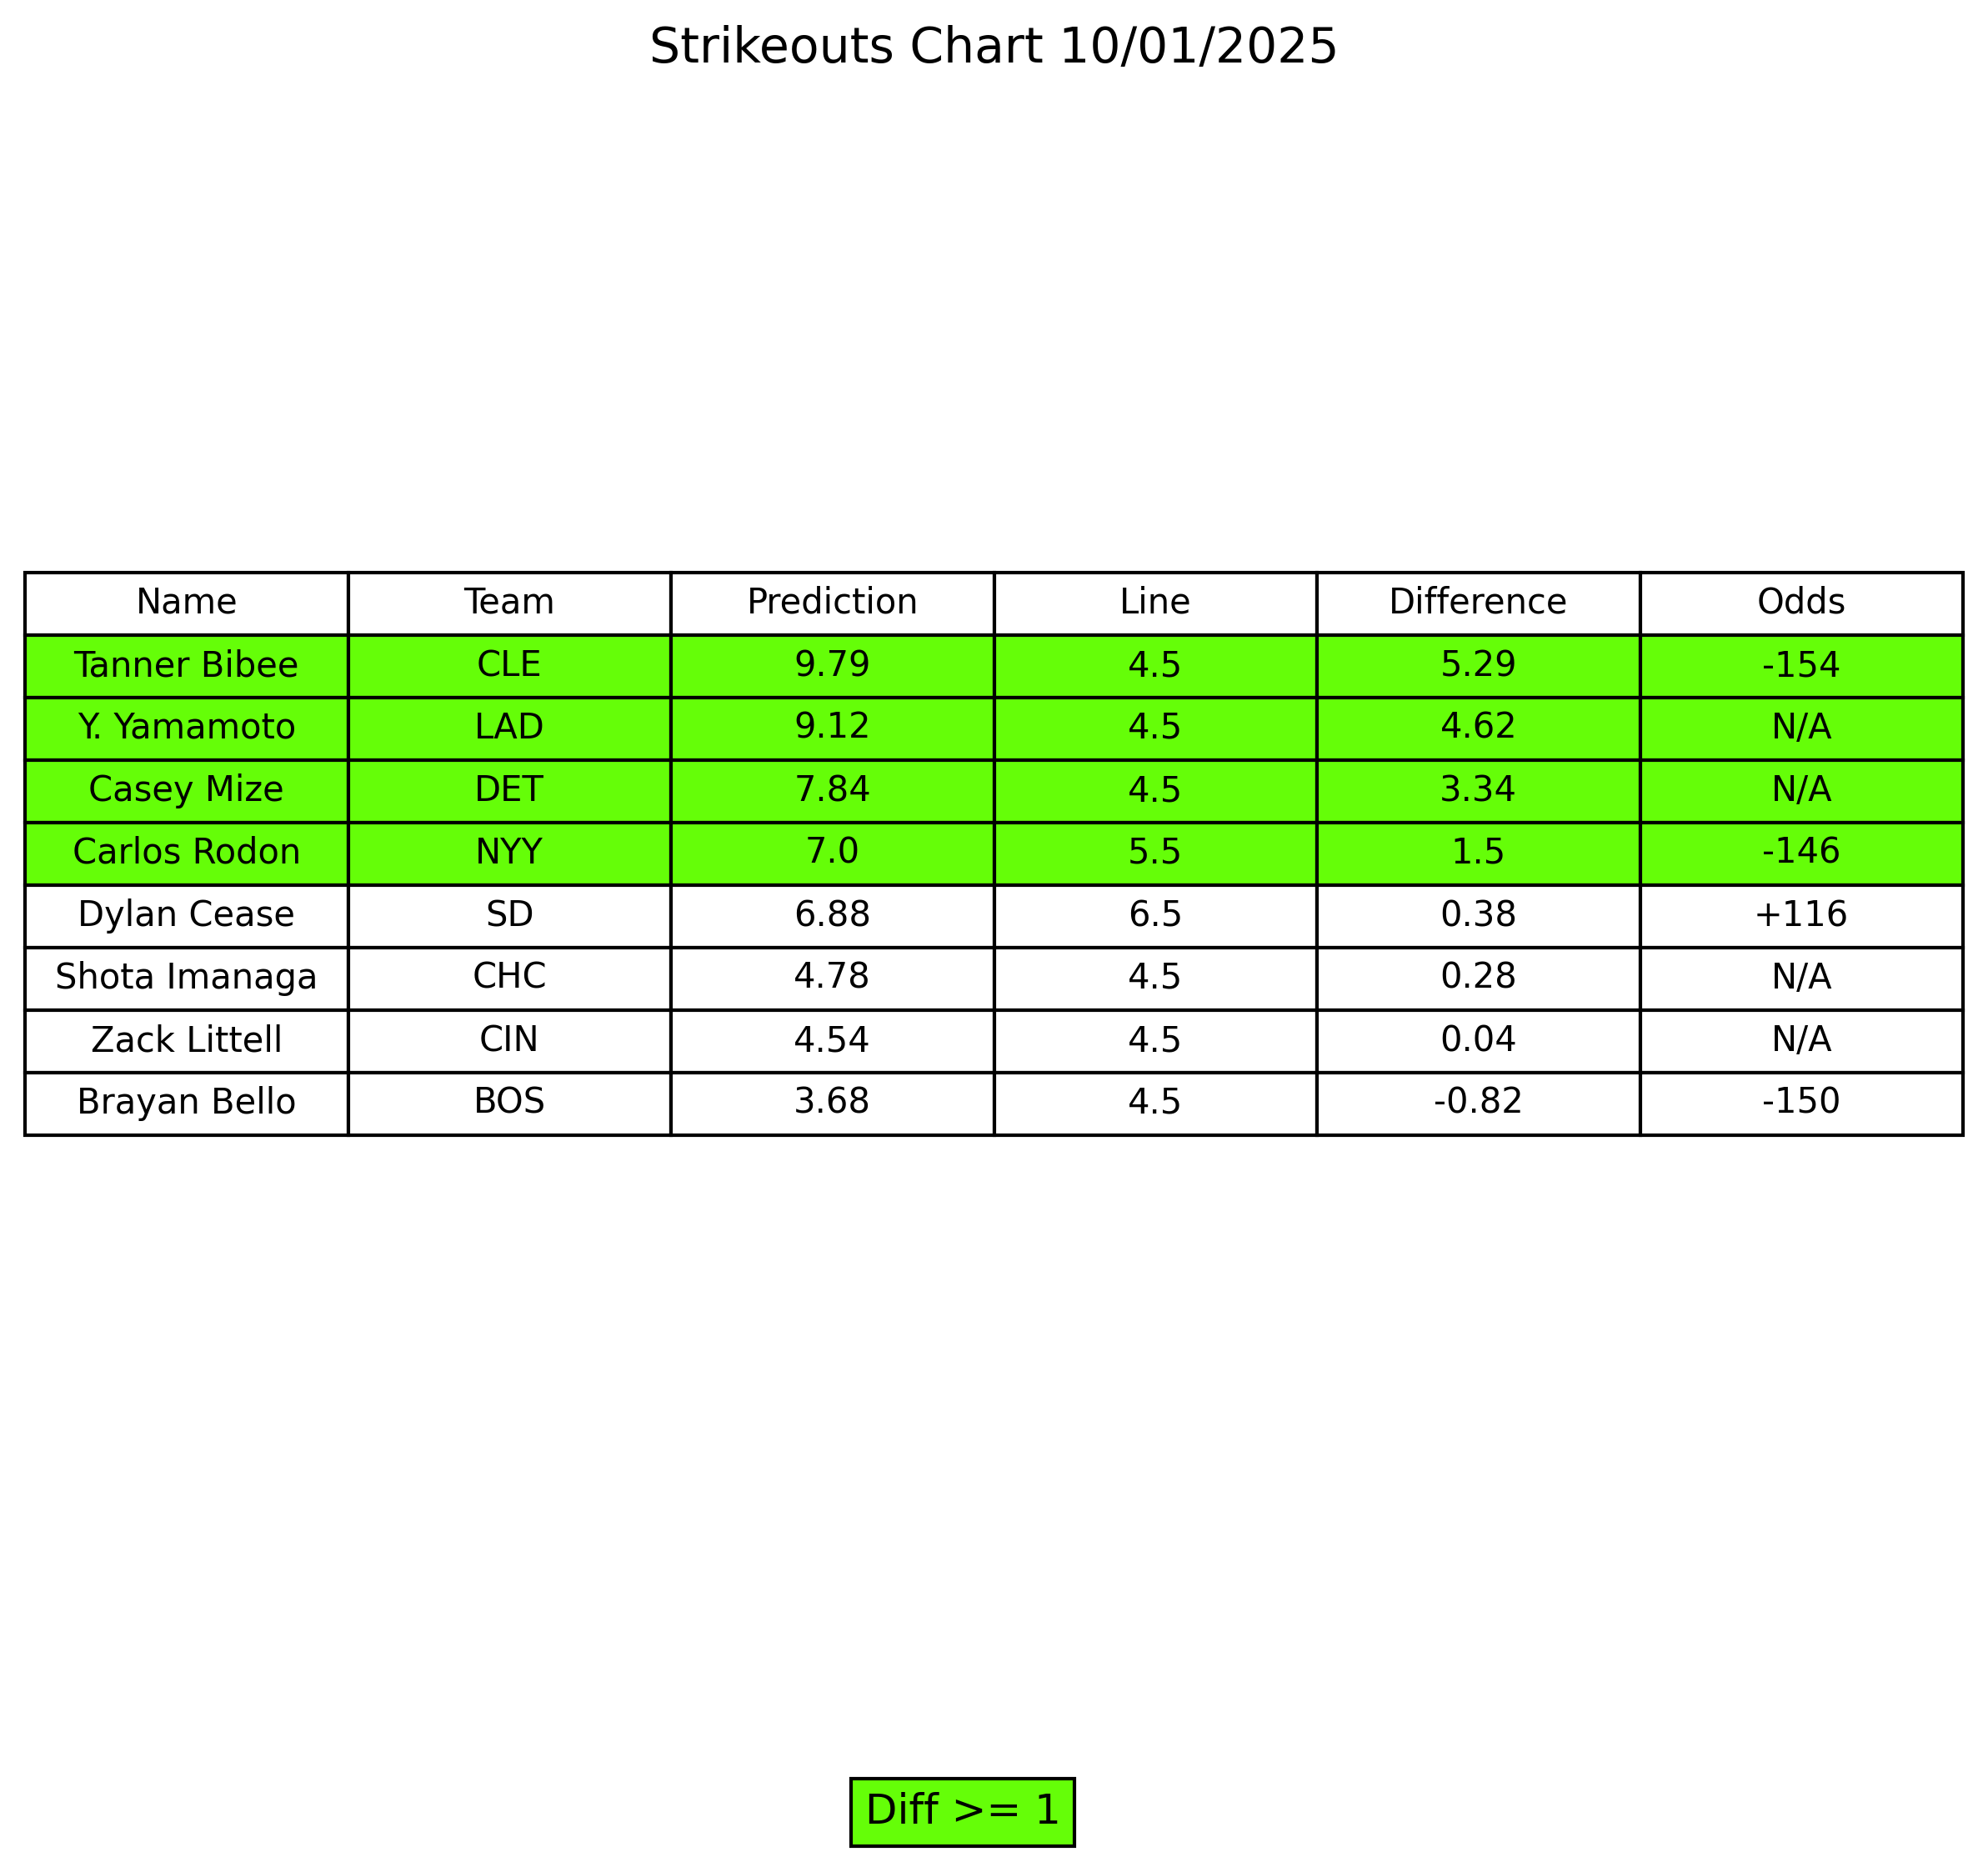 Strikeouts Chart 10/01/2025
Name Team Prediction Line Difference Odds
Tanner Bibee CLE 9.79 4.5 5.29 -154
Y. Yamamoto LAD 9.12 4.5 4.62 N/A
Casey Mize DET 7.84 4.5 3.34 N/A
Carlos Rodon NYY 7.0 5.5 1.5 -146
Dylan Cease SD 6.88 6.5 0.38 +116
Shota Imanaga CHC 4.78 4.5 0.28 N/A
Zack Littell CIN 4.54 4.5 0.04 N/A
Brayan Bello BOS 3.68 4.5 -0.82 -150
Diff >= 1